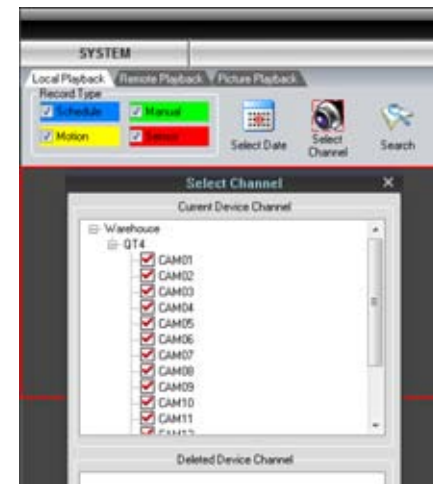 SYSTEM
Local Playback Remote Playback Picture Playback
Record Type
Schedule Manual
Motion Sensor
Select Date
Select Channel
Search
Select Channel ×
Current Device Channel
Warehouse
QT4
CAM01
CAM02
CAM03
CAM04
CAM05
CAM06
CAM07
CAM08
CAM09
CAM10
CAM11
CAM12
Deleted Device Channel